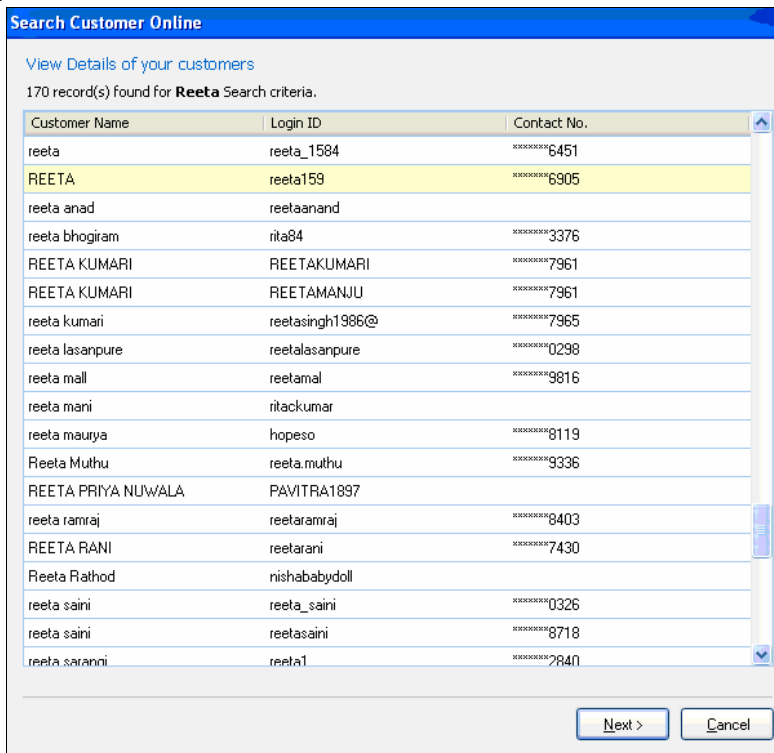 Search Customer Online
View Details of your customers
170 record(s) found for Reeta Search criteria.
Customer Name Login ID Contact No.
reeta reeta_1584 *******6451
REETA reeta159 *******6905
reeta anad reetaanand
reeta bhogiram rita84 *******3376
REETA KUMARI REETAKUMARI *******7961
REETA KUMARI REETAMANJU *******7961
reeta kumari reetasingh1986@ *******7965
reeta lasanpure reetalasanpure *******0298
reeta mall reetamal *******9816
reeta mani ritackumar
reeta maurya hopeso *******8119
Reeta Muthu reeta.muthu *******9336
REETA PRIYA NUWALA PAVITRA1897
reeta ramraj reetaramraj *******8403
REETA RANI reetarani *******7430
Reeta Rathod nishababydoll
reeta saini reeta_saini *******0326
reeta saini reetasaini *******8718
reeta sarangi reeta1 *******2840
Next > Cancel